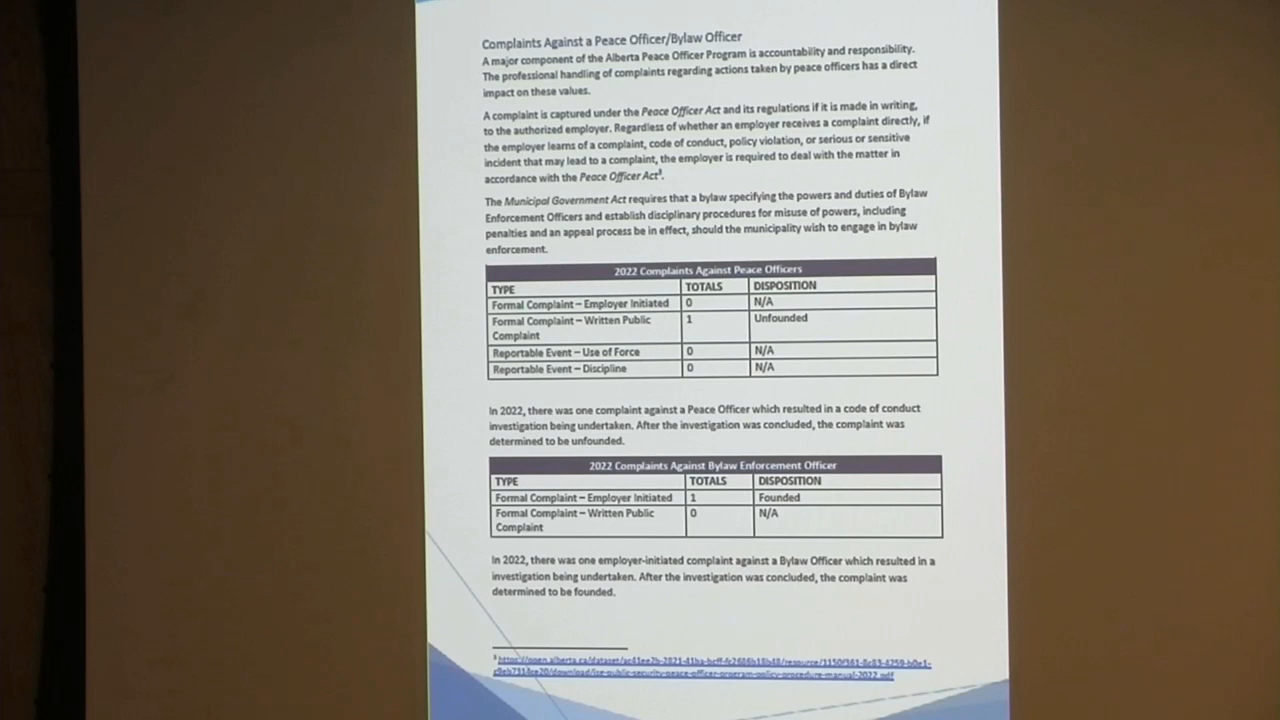 Complaints Against a Peace Officer/Bylaw Officer
A major component of the Alberta Peace Officer Program is accountability and responsibility.
The professional handling of complaints regarding actions taken by peace officers has a direct
impact on these values.
A complaint is captured under the Peace Officer Act and its regulations if it is made in writing,
to the authorized employer. Regardless of whether an employer receives a complaint directly, if
the employer learns of a complaint, code of conduct, policy violation, or serious or sensitive
incident that may lead to a complaint, the employer is required to deal with the matter in
accordance with the Peace Officer Act³.
The Municipal Government Act requires that a bylaw specifying the powers and duties of Bylaw
Enforcement Officers and establish disciplinary procedures for misuse of powers, including
penalties and an appeal process be in effect, should the municipality wish to engage in bylaw
enforcement.
2022 Complaints Against Peace Officers
TYPE TOTALS DISPOSITION
Formal Complaint – Employer Initiated 0 N/A
Formal Complaint – Written Public 1 Unfounded
Complaint
Reportable Event – Use of Force 0 N/A
Reportable Event – Discipline 0 N/A
In 2022, there was one complaint against a Peace Officer which resulted in a code of conduct
investigation being undertaken. After the investigation was concluded, the complaint was
determined to be unfounded.
2022 Complaints Against Bylaw Enforcement Officer
TYPE TOTALS DISPOSITION
Formal Complaint – Employer Initiated 1 Founded
Formal Complaint – Written Public 0 N/A
Complaint
In 2022, there was one employer-initiated complaint against a Bylaw Officer which resulted in a
investigation being undertaken. After the investigation was concluded, the complaint was
determined to be founded.
³